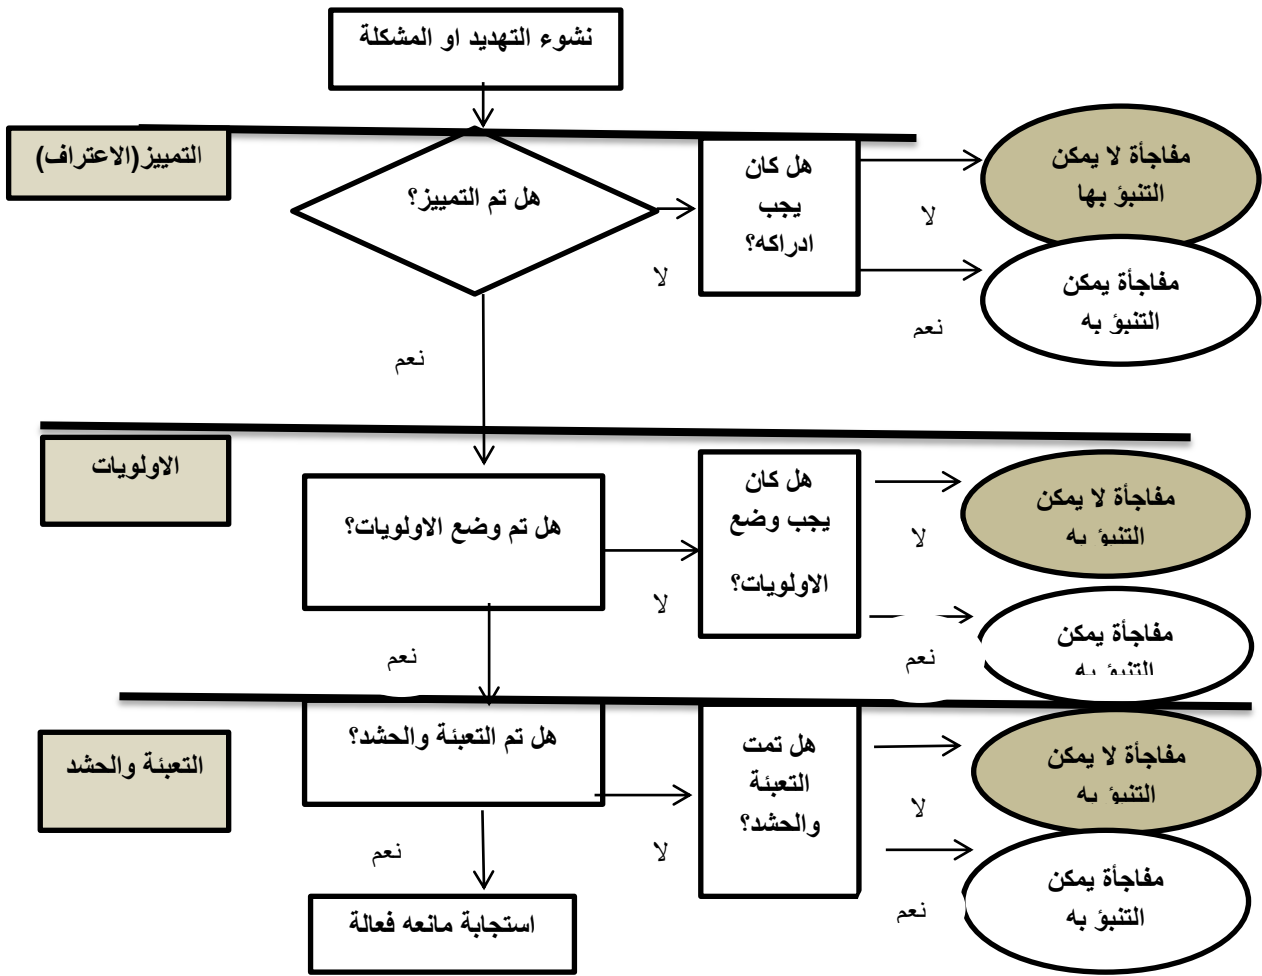 نشوء التهديد او المشكلة
التمييز(الاعتراف)
هل تم التمييز؟
لا
هل كان
يجب
ادراكه؟
لا
مفاجأة لا يمكن
التنبؤ بها
نعم
مفاجأة يمكن
التنبؤ به
نعم
الاولويات
هل تم وضع الاولويات؟
لا
هل كان
يجب وضع
الاولويات؟
لا
مفاجأة لا يمكن
التنبؤ به
نعم
مفاجأة يمكن
التنبؤ به
نعم
التعبئة والحشد
هل تم التعبئة والحشد؟
لا
هل تمت
التعبئة
والحشد؟
لا
مفاجأة لا يمكن
التنبؤ به
نعم
مفاجأة يمكن
التنبؤ به
نعم
استجابة مانعه فعالة